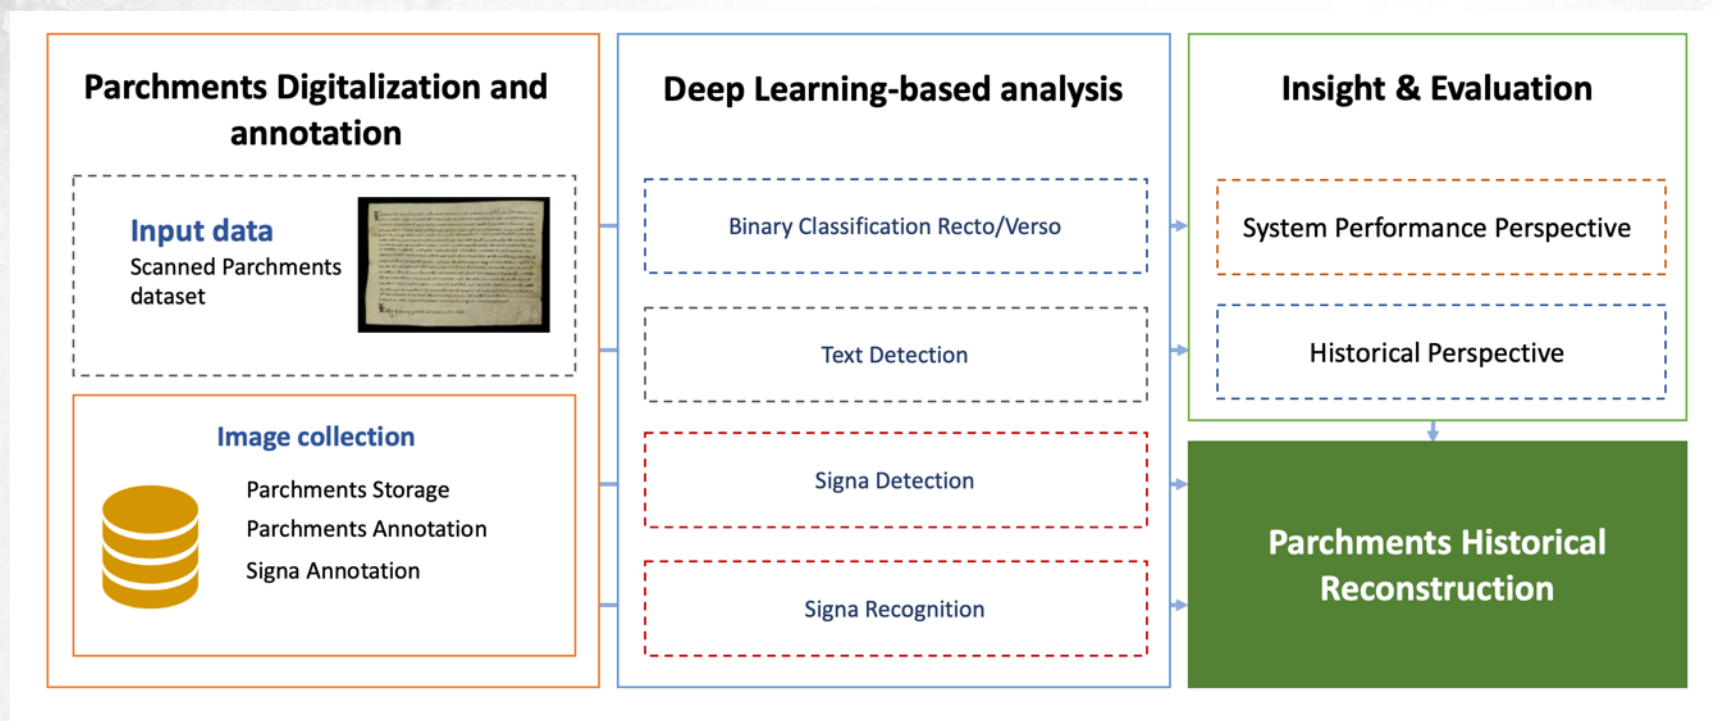 Parchments Digitalization and
annotation
Input data
Scanned Parchments
dataset
Image collection
Parchments Storage
Parchments Annotation
Signa Annotation
Deep Learning-based analysis
Binary Classification Recto/Verso
Text Detection
Signa Detection
Signa Recognition
Insight & Evaluation
System Performance Perspective
Historical Perspective
Parchments Historical
Reconstruction